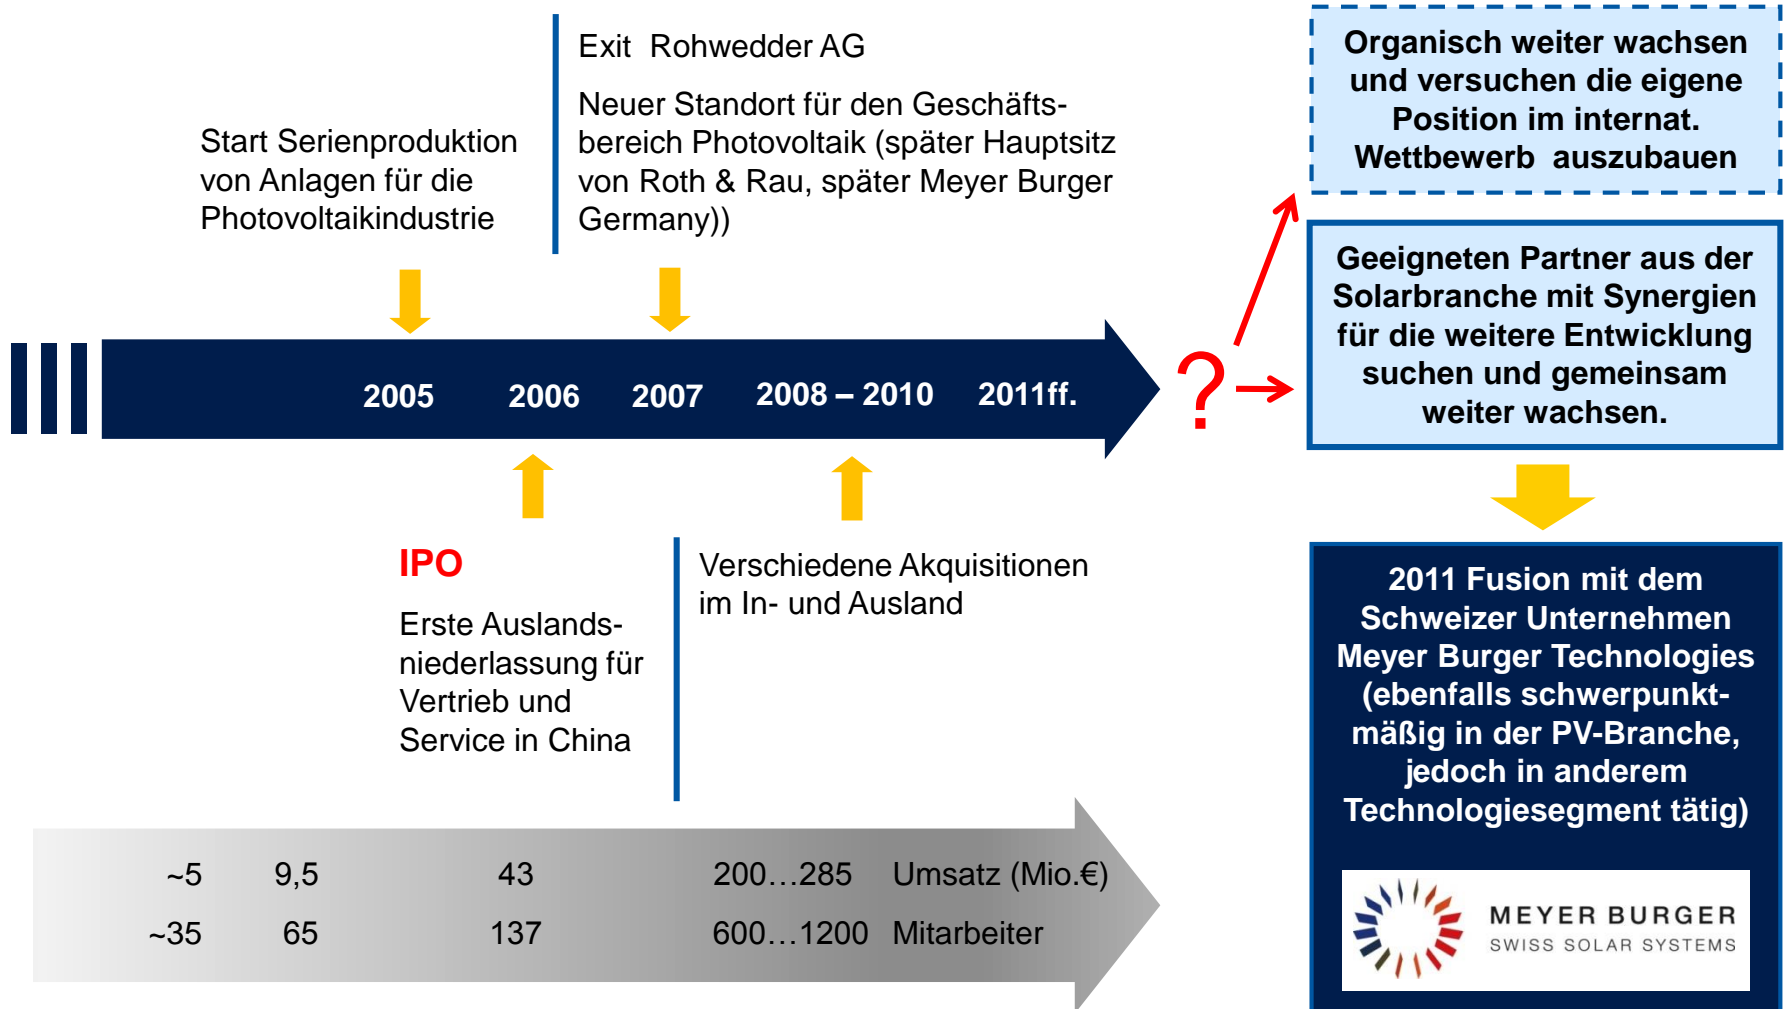 Start Serienproduktion
von Anlagen für die
Photovoltaikindustrie
Exit Rohwedder AG
Neuer Standort für den Geschäfts-
bereich Photovoltaik (später Hauptsitz
von Roth & Rau, später Meyer Burger
Germany))
2005 2006 2007 2008 – 2010 2011ff.
IPO
Erste Auslands-
niederlassung für
Vertrieb und
Service in China
Verschiedene Akquisitionen
im In- und Ausland
~5 9,5 43 200…285 Umsatz (Mio.€)
~35 65 137 600…1200 Mitarbeiter
?
Organisch weiter wachsen
und versuchen die eigene
Position im internat.
Wettbewerb auszubauen
Geeigneten Partner aus der
Solarbranche mit Synergien
für die weitere Entwicklung
suchen und gemeinsam
weiter wachsen.
2011 Fusion mit dem
Schweizer Unternehmen
Meyer Burger Technologies
(ebenfalls schwerpunkt-
mäßig in der PV-Branche,
jedoch in anderem
Technologiesegment tätig)
MEYER BURGER
SWISS SOLAR SYSTEMS